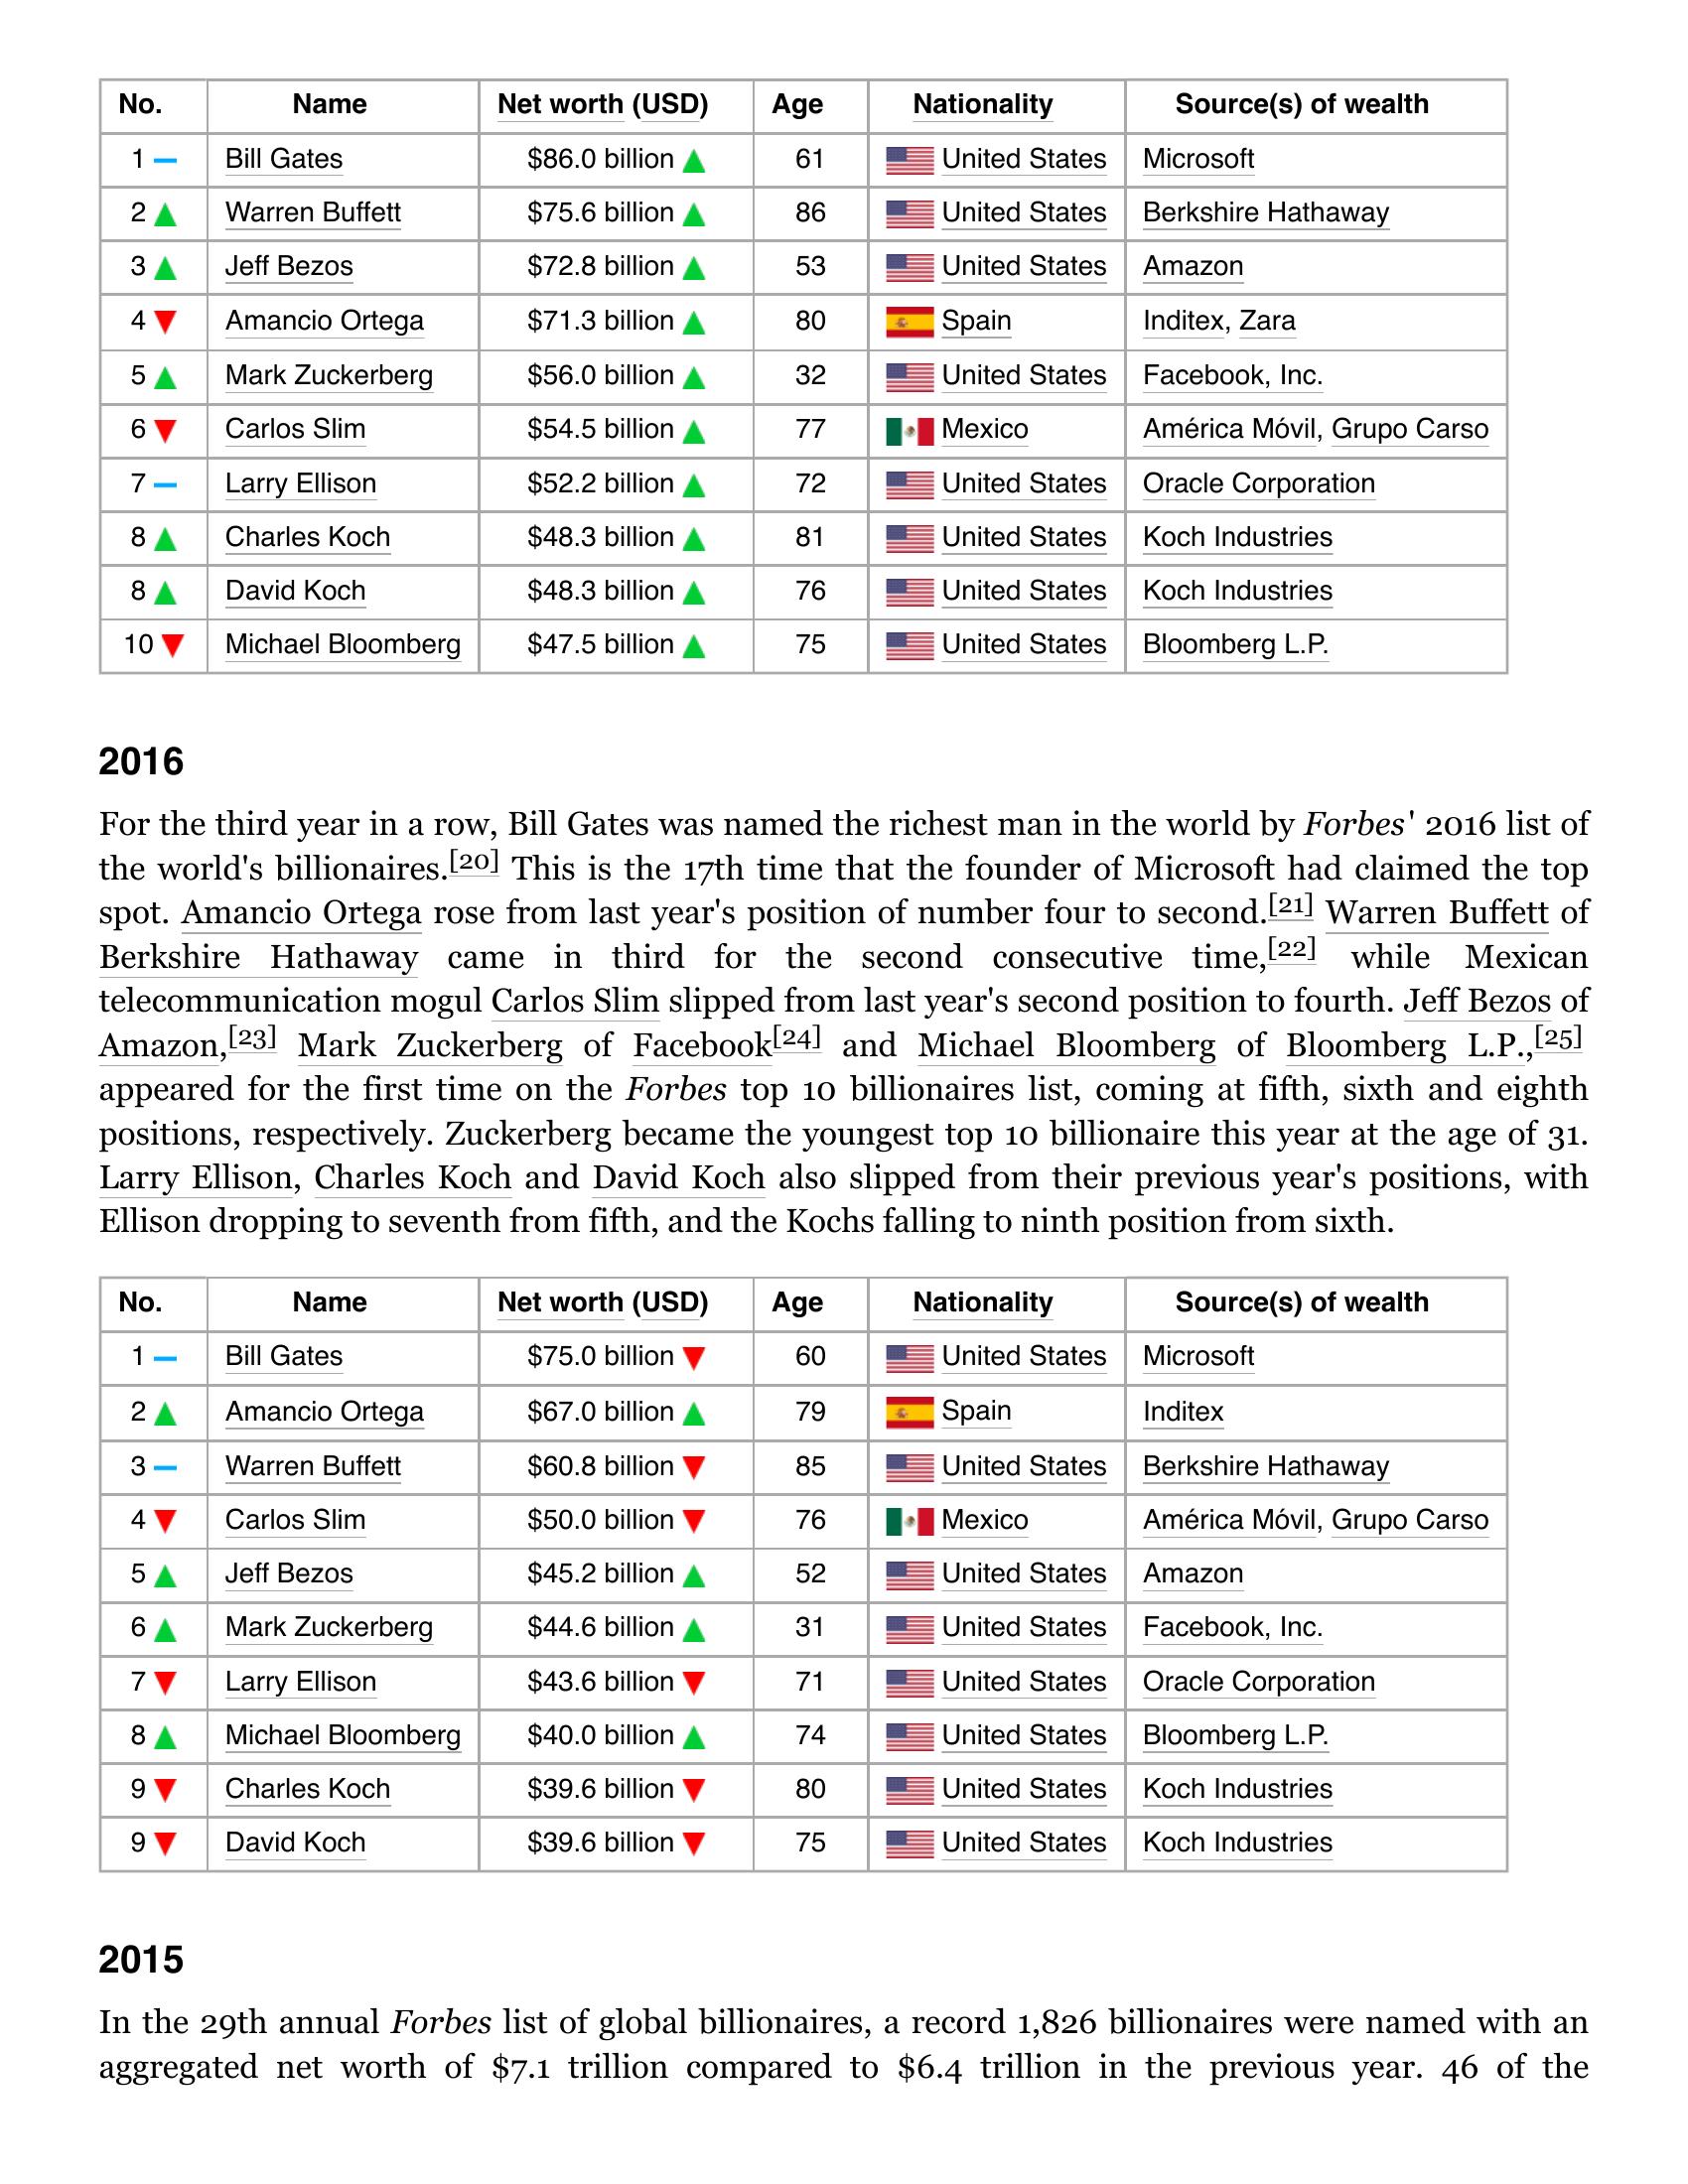 No. Name Net worth (USD) Age Nationality Source(s) of wealth
1 Bill Gates $86.0 billion 61 United States Microsoft
2 Warren Buffett $75.6 billion 86 United States Berkshire Hathaway
3 Jeff Bezos $72.8 billion 53 United States Amazon
4 Amancio Ortega $71.3 billion 80 Spain Inditex, Zara
5 Mark Zuckerberg $56.0 billion 32 United States Facebook, Inc.
6 Carlos Slim $54.5 billion 77 Mexico América Móvil, Grupo Carso
7 Larry Ellison $52.2 billion 72 United States Oracle Corporation
8 Charles Koch $48.3 billion 81 United States Koch Industries
8 David Koch $48.3 billion 76 United States Koch Industries
10 Michael Bloomberg $47.5 billion 75 United States Bloomberg L.P.
2016
For the third year in a row, Bill Gates was named the richest man in the world by Forbes' 2016 list of
the world's billionaires.[20] This is the 17th time that the founder of Microsoft had claimed the top
spot. Amancio Ortega rose from last year's position of number four to second.[21] Warren Buffett of
Berkshire Hathaway came in third for the second consecutive time,[22] while Mexican
telecommunication mogul Carlos Slim slipped from last year's second position to fourth. Jeff Bezos of
Amazon,[23] Mark Zuckerberg of Facebook[24] and Michael Bloomberg of Bloomberg L.P.,[25]
appeared for the first time on the Forbes top 10 billionaires list, coming at fifth, sixth and eighth
positions, respectively. Zuckerberg became the youngest top 10 billionaire this year at the age of 31.
Larry Ellison, Charles Koch and David Koch also slipped from their previous year's positions, with
Ellison dropping to seventh from fifth, and the Kochs falling to ninth position from sixth.
No. Name Net worth (USD) Age Nationality Source(s) of wealth
1 Bill Gates $75.0 billion 60 United States Microsoft
2 Amancio Ortega $67.0 billion 79 Spain Inditex
3 Warren Buffett $60.8 billion 85 United States Berkshire Hathaway
4 Carlos Slim $50.0 billion 76 Mexico América Móvil, Grupo Carso
5 Jeff Bezos $45.2 billion 52 United States Amazon
6 Mark Zuckerberg $44.6 billion 31 United States Facebook, Inc.
7 Larry Ellison $43.6 billion 71 United States Oracle Corporation
8 Michael Bloomberg $40.0 billion 74 United States Bloomberg L.P.
9 Charles Koch $39.6 billion 80 United States Koch Industries
9 David Koch $39.6 billion 75 United States Koch Industries
2015
In the 29th annual Forbes list of global billionaires, a record 1,826 billionaires were named with an
aggregated net worth of $7.1 trillion compared to $6.4 trillion in the previous year. 46 of the